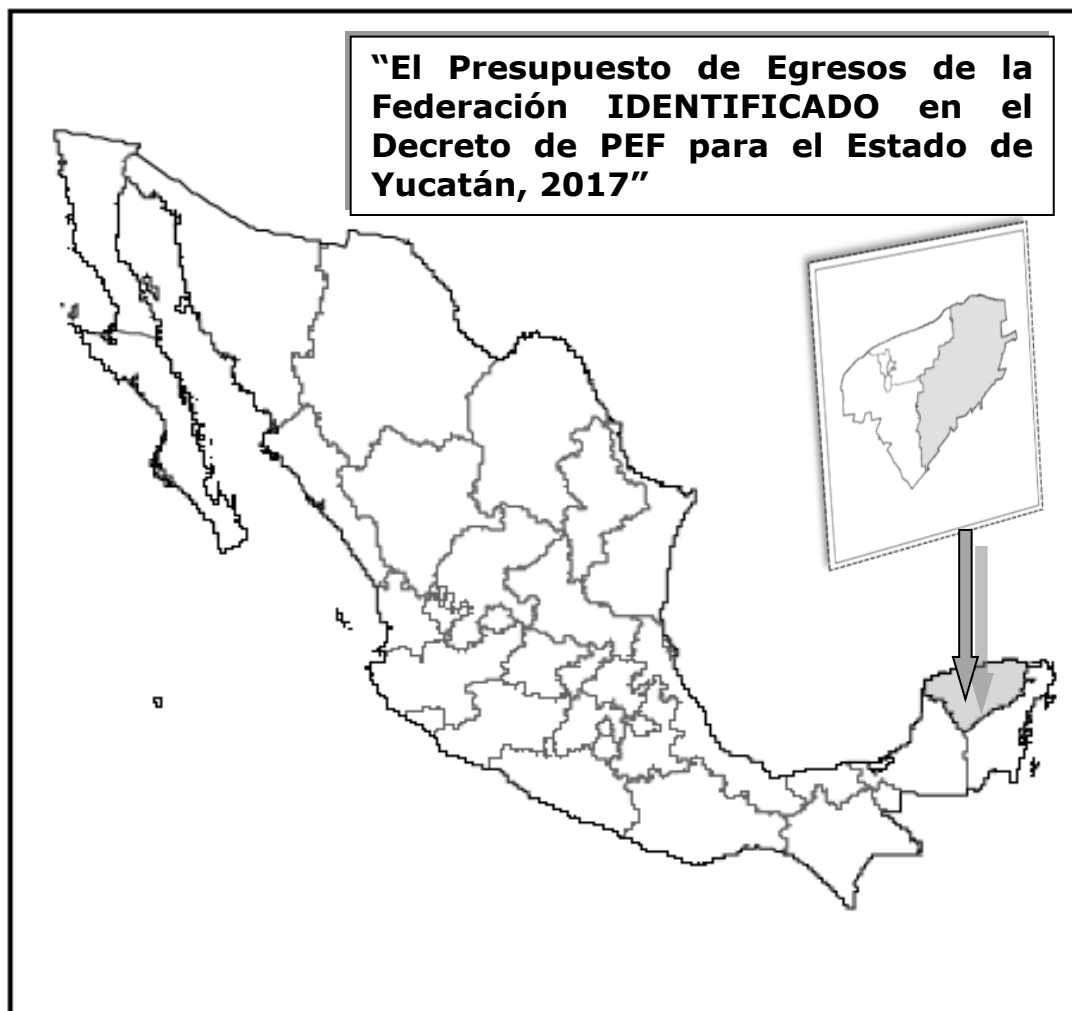 “El Presupuesto de Egresos de la
Federación IDENTIFICADO en el
Decreto de PEF para el Estado de
Yucatán, 2017”